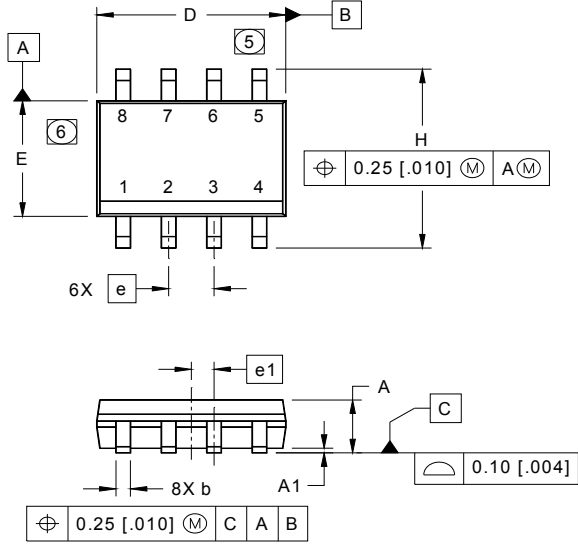 D
B
5
A
8 7 6 5
6
E
H
⌖ 0.25 [.010] Ⓜ A Ⓜ
1 2 3 4
6X e
e1
A
C
8X b
A1
⌓ 0.10 [.004]
⌖ 0.25 [.010] Ⓜ C A B